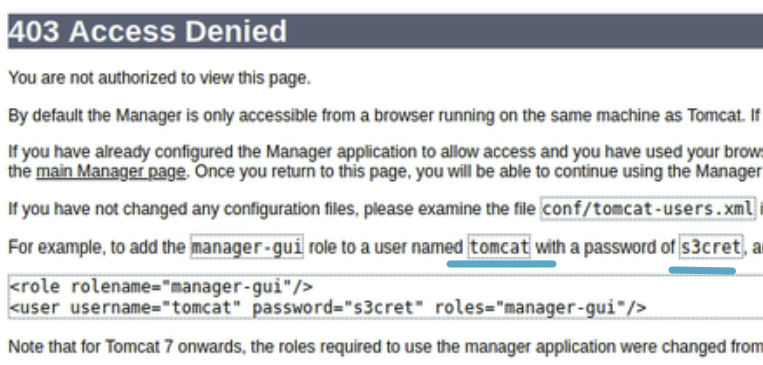 403 Access Denied
You are not authorized to view this page.
By default the Manager is only accessible from a browser running on the same machine as Tomcat. If
If you have already configured the Manager application to allow access and you have used your brows
the main Manager page. Once you return to this page, you will be able to continue using the Manager
If you have not changed any configuration files, please examine the file conf/tomcat-users.xml i
For example, to add the manager-gui role to a user named tomcat with a password of s3cret, a
<role rolename="manager-gui"/>
<user username="tomcat" password="s3cret" roles="manager-gui"/>
Note that for Tomcat 7 onwards, the roles required to use the manager application were changed from